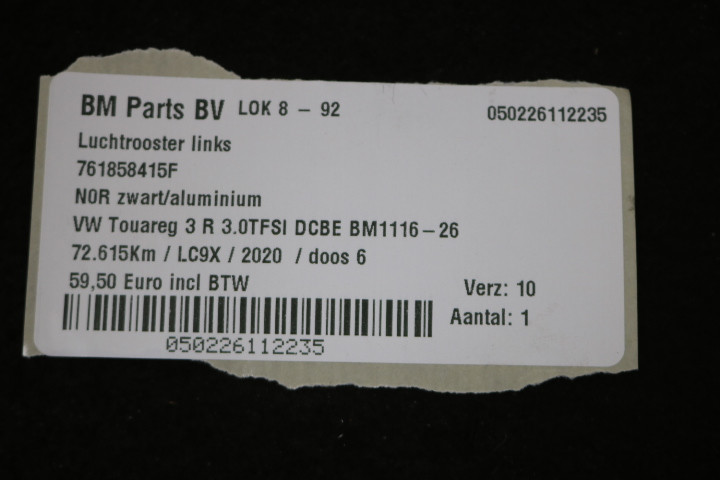 BM Parts BV LOK 8 - 92 050226112235
Luchtrooster links
761858415F
N0R zwart/aluminium
VW Touareg 3 R 3.0TFSI DCBE BM1116-26
72.615Km / LC9X / 2020 / doos 6
59,50 Euro incl BTW Verz: 10
Aantal: 1
050226112235